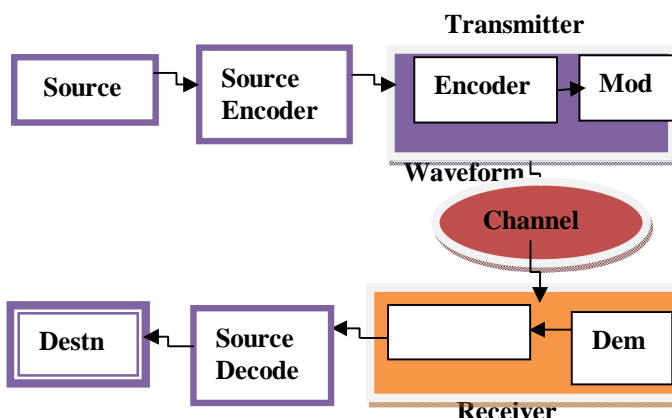 Transmitter
Source
Source
Encoder
Encoder
Mod
Waveform
Channel
Destn
Source
Decode
Dem
Receiver